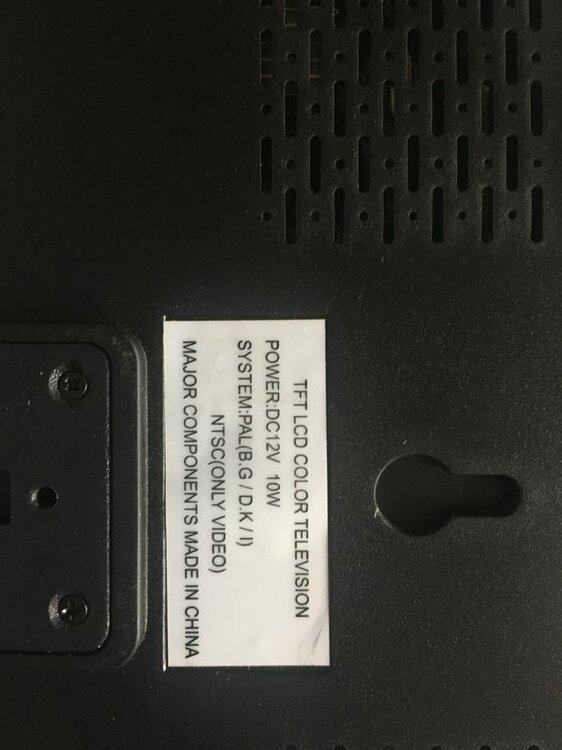 TFT LCD COLOR TELEVISION
POWER:DC12V 10W
SYSTEM:PAL(B.G / D.K / I)
NTSC(ONLY VIDEO)
MAJOR COMPONENTS MADE IN CHINA